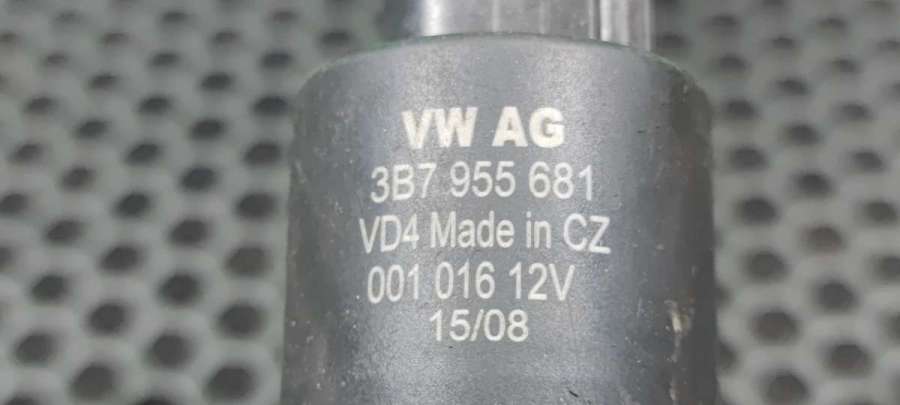 VW AG
3B7 955 681
VD4 Made in CZ
001 016 12V
15/08